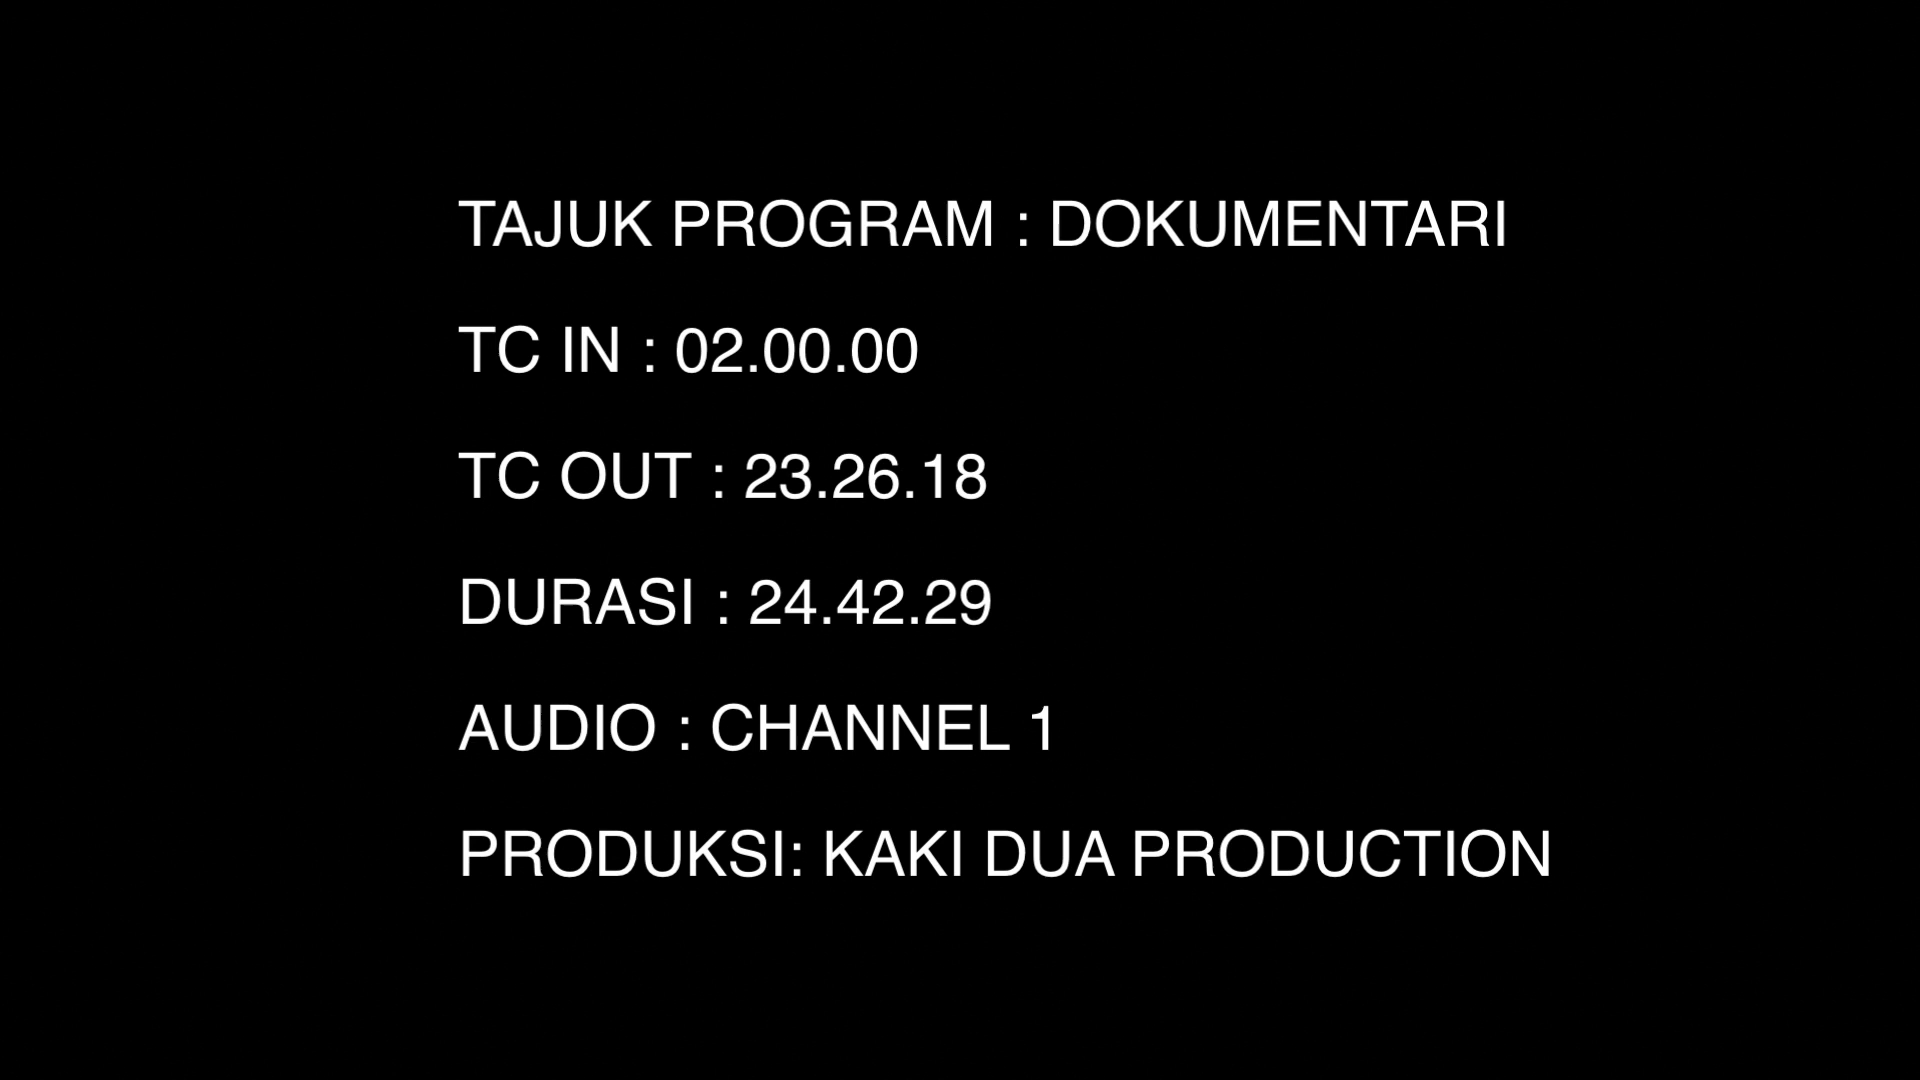 TAJUK PROGRAM : DOKUMENTARI
TC IN : 02.00.00
TC OUT : 23.26.18
DURASI : 24.42.29
AUDIO : CHANNEL 1
PRODUKSI: KAKI DUA PRODUCTION